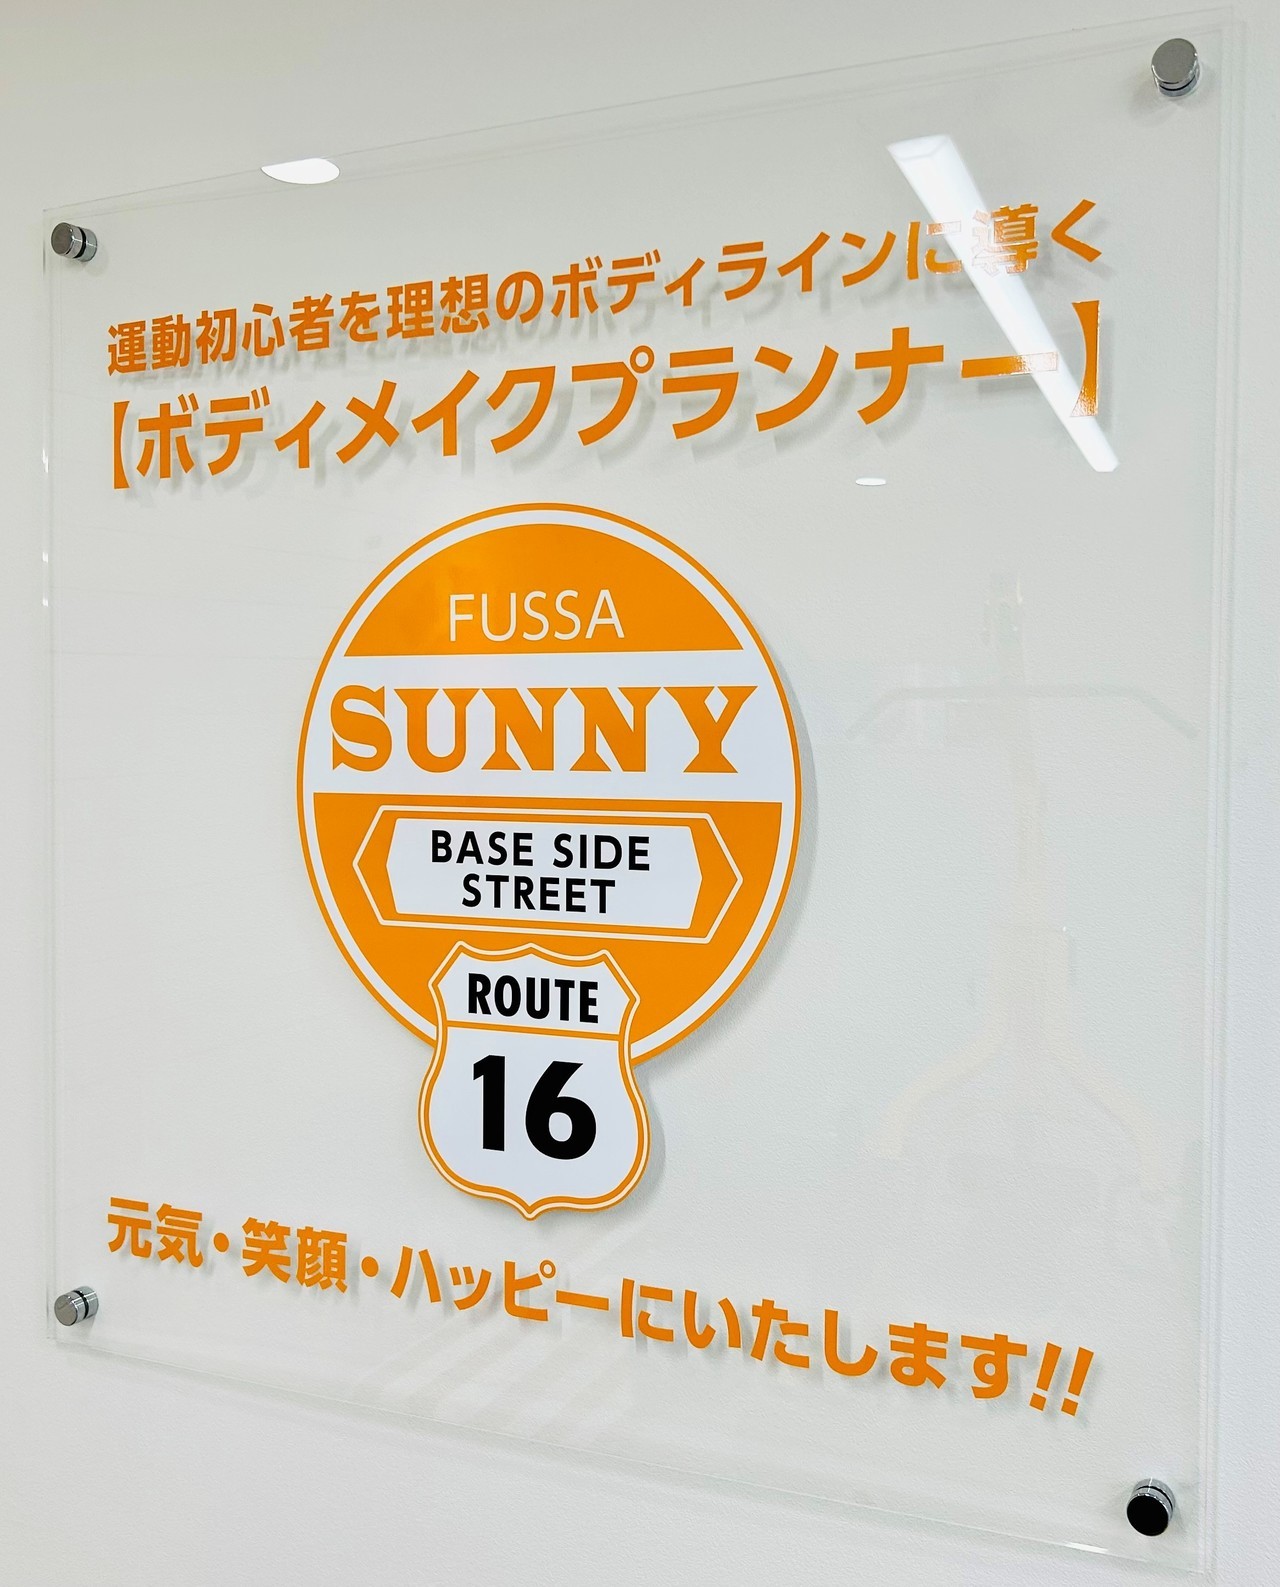 運動初心者を理想のボディラインに導く
【ボディメイクプランナー】
FUSSA
SUNNY
BASE SIDE
STREET
ROUTE
16
元気・笑顔・ハッピーにいたします!!